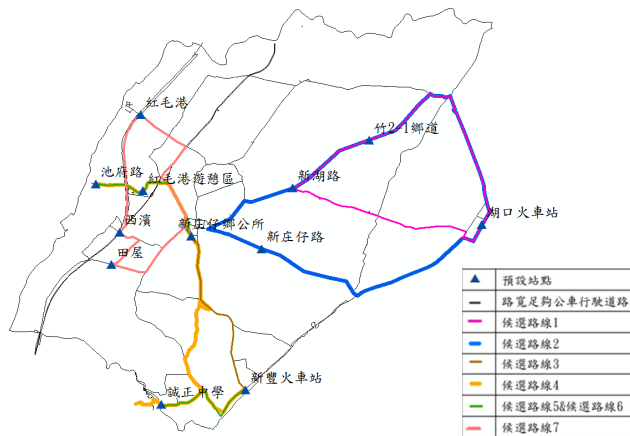 紅毛港
竹2-1鄉道
池府路
紅毛港遊憩區
新湖路
西濱
新庄仔鄉公所
湖口火車站
田屋
新庄仔路
新豐火車站
誠正中學
預設站點
路寬足夠公車行駛道路
候選路線1
候選路線2
候選路線3
候選路線4
候選路線5&候選路線6
候選路線7